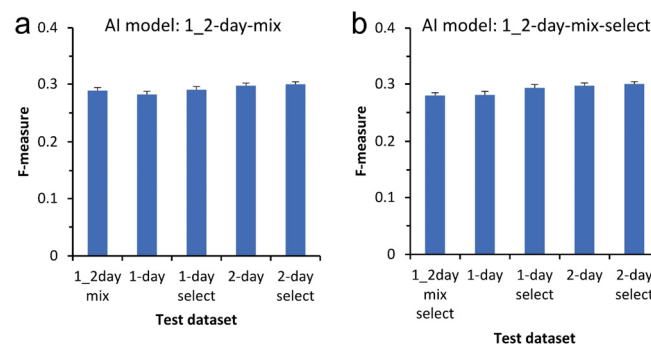 a
AI model: 1_2-day-mix
0.4
0.3
0.2
0.1
0
F-measure
1_2day
mix
1-day
1-day
select
2-day
2-day
select
Test dataset
b
AI model: 1_2-day-mix-select
0.4
0.3
0.2
0.1
0
F-measure
1_2day
mix
select
1-day
1-day
select
2-day
2-day
select
Test dataset